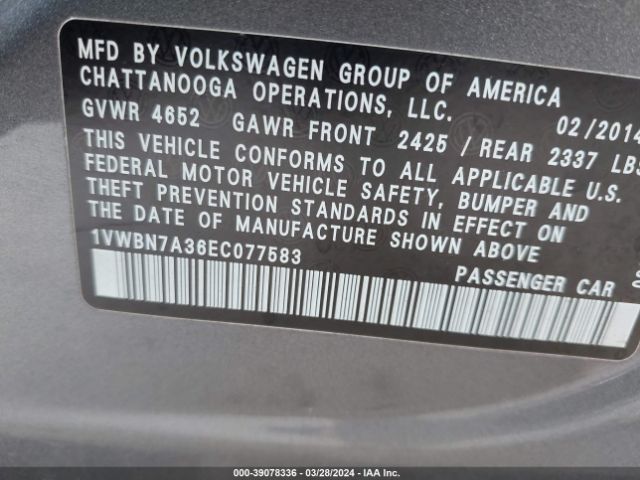 MFD BY VOLKSWAGEN GROUP OF AMERICA
CHATTANOOGA OPERATIONS, LLC.
02/2014
GVWR 4652 GAWR FRONT 2425 / REAR 2337 LBS
THIS VEHICLE CONFORMS TO ALL APPLICABLE U.S.
FEDERAL MOTOR VEHICLE SAFETY, BUMPER AND
THEFT PREVENTION STANDARDS IN EFFECT ON
THE DATE OF MANUFACTURE SHOWN ABOVE
1VWBN7A36EC077583
PASSENGER CAR
000-39078336 | 03/28/2024 - IAA Inc.